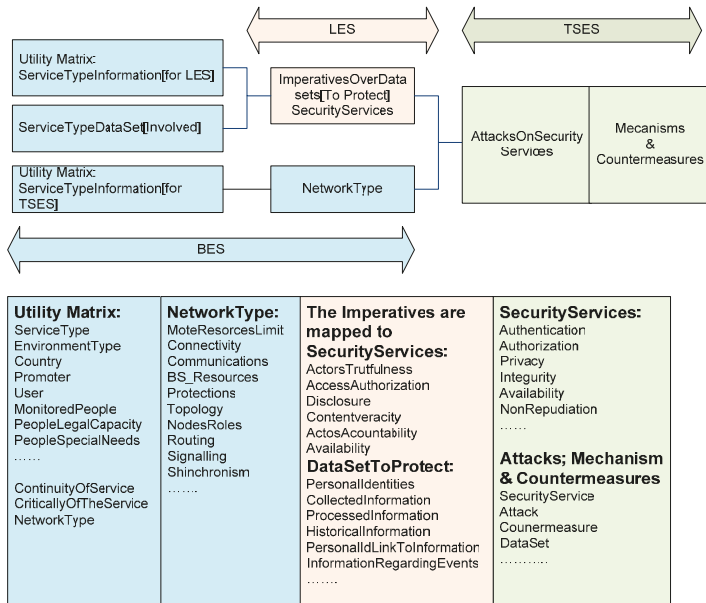 LES
TSES
Utility Matrix:
ServiceTypeInformation[for LES]
ServiceTypeDataSet[Involved]
Utility Matrix:
ServiceTypeInformation[for
TSES]
ImperativesOverData
sets[To Protect]
SecurityServices
NetworkType
AttacksOnSecurity
Services
Mecanisms
&
Countermeasures
BES
Utility Matrix:
ServiceType
EnvironmentType
Country
Promoter
User
MonitoredPeople
PeopleLegalCapacity
PeopleSpecialNeeds
......
ContinuityOfService
CriticallyOfTheService
NetworkType
NetworkType:
MoteResorcesLimit
Connectivity
Communications
BS_Resources
Protections
Topology
NodesRoles
Routing
Signalling
Shinchronism
.......
The Imperatives are
mapped to
SecurityServices:
ActorsTrutfulness
AccessAuthorization
Disclosure
Contentveracity
ActosAcountability
Availability
DataSetToProtect:
PersonalIdentities
CollectedInformation
ProcessedInformation
HistoricalInformation
PersonalIdLinkToInformation
InformationRegardingEvents
.......
SecurityServices:
Authentication
Authorization
Privacy
Integurity
Availability
NonRepudiation
......
Attacks; Mechanism
& Countermeasures
SecurityService
Attack
Counermeasure
DataSet
...........